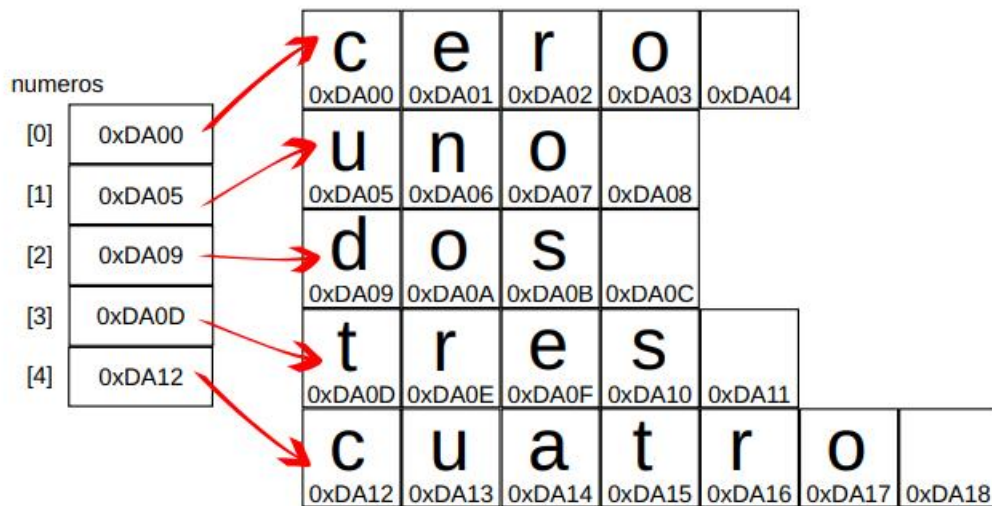 c e r o
0xDA00 0xDA01 0xDA02 0xDA03 0xDA04
numeros
[0] 0xDA00
u n o
[1] 0xDA05
0xDA05 0xDA06 0xDA07 0xDA08
d o s
[2] 0xDA09
0xDA09 0xDA0A 0xDA0B 0xDA0C
[3] 0xDA0D
t r e s
[4] 0xDA12
0xDA0D 0xDA0E 0xDA0F 0xDA10 0xDA11
c u a t r o
0xDA12 0xDA13 0xDA14 0xDA15 0xDA16 0xDA17 0xDA18